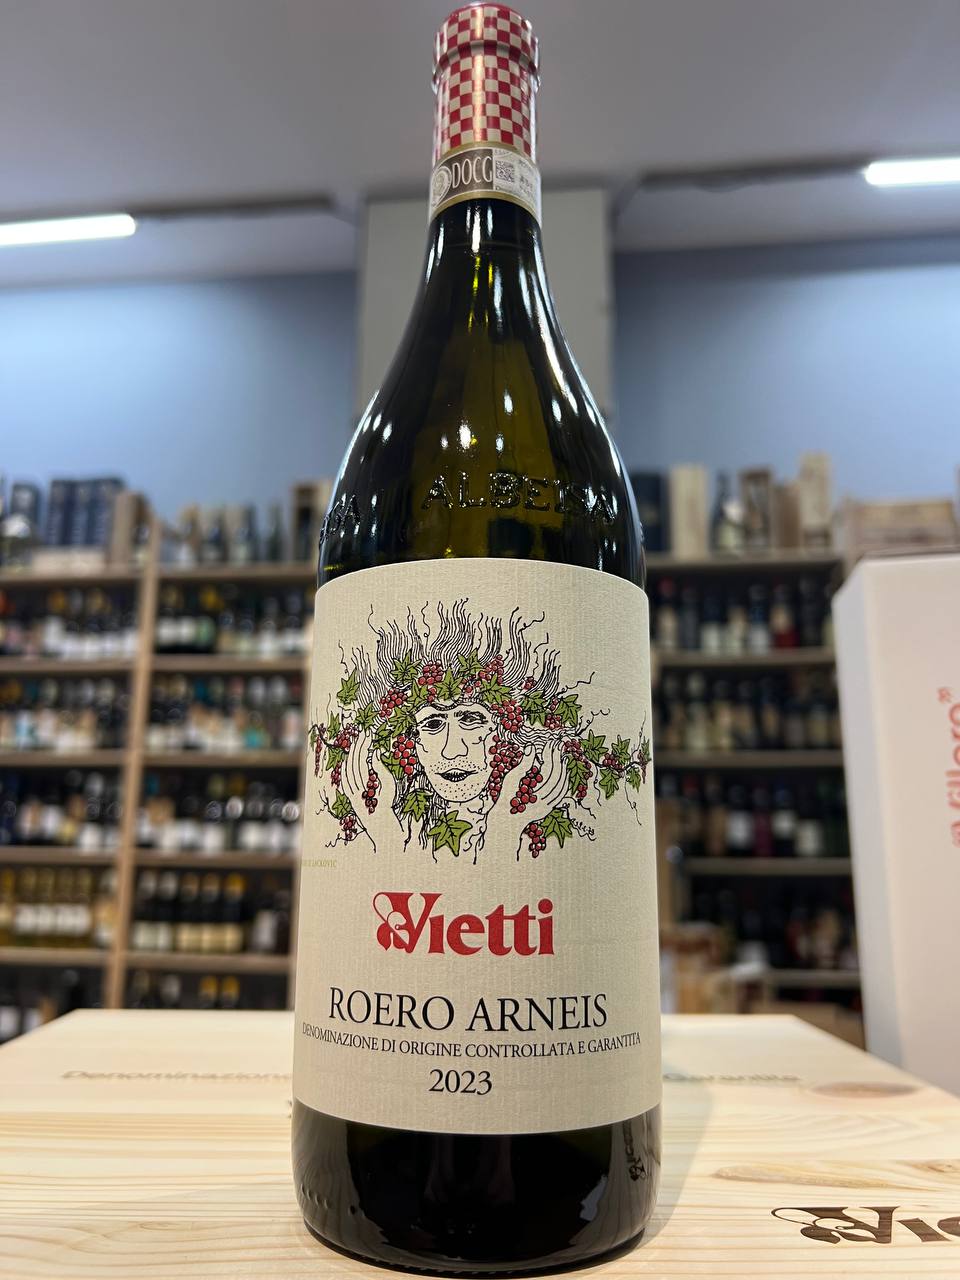 DOCG
ALBEISA
Vietti
ROERO ARNEIS
DENOMINAZIONE DI ORIGINE CONTROLLATA E GARANTITA
2023